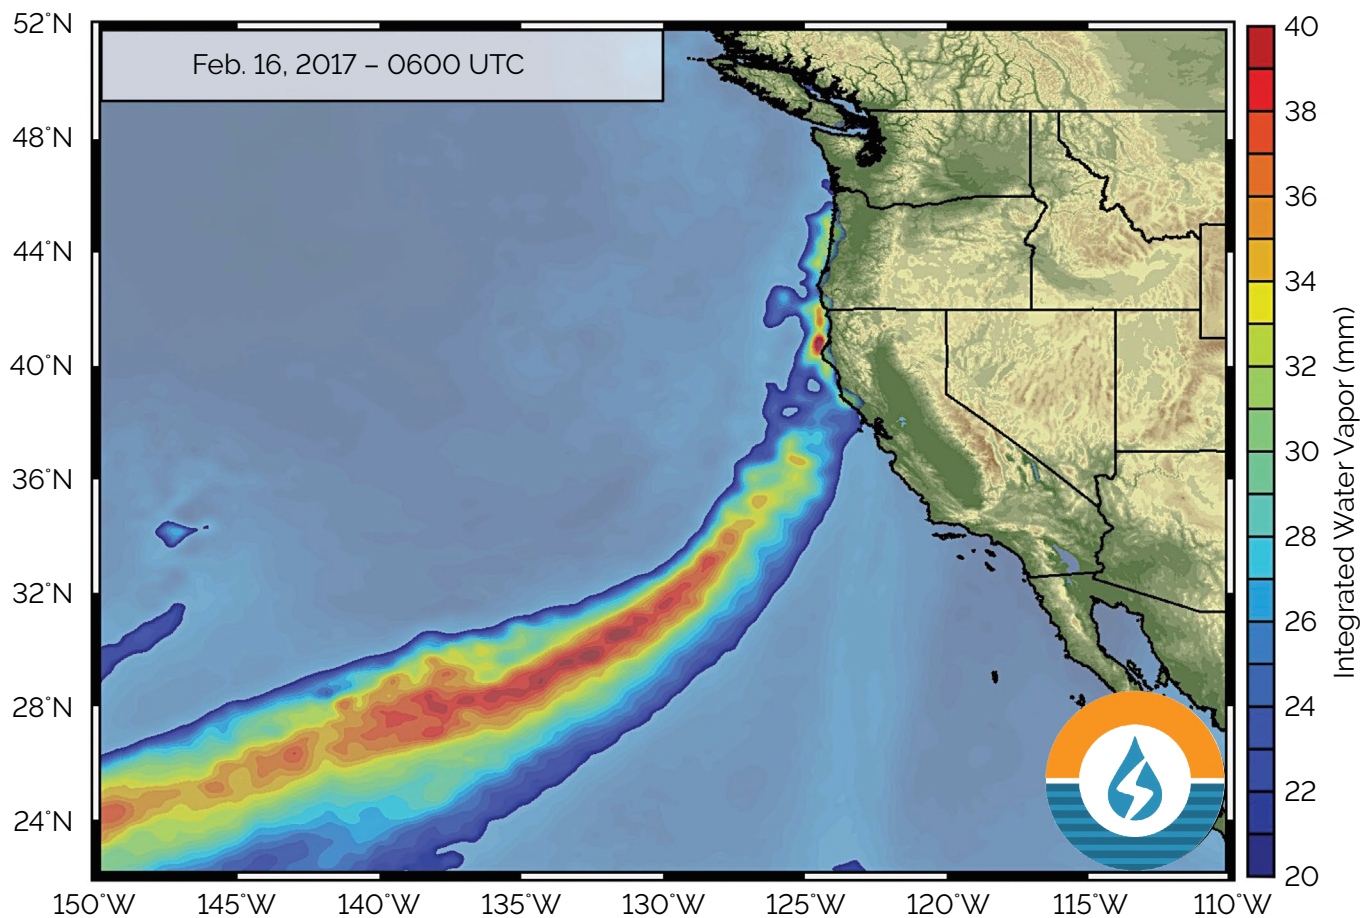 Feb. 16, 2017 – 0600 UTC
52°N
48°N
44°N
40°N
36°N
32°N
28°N
24°N
150°W
145°W
140°W
135°W
130°W
125°W
120°W
115°W
110°W
40
38
36
34
32
30
28
26
24
22
20
Integrated Water Vapor (mm)